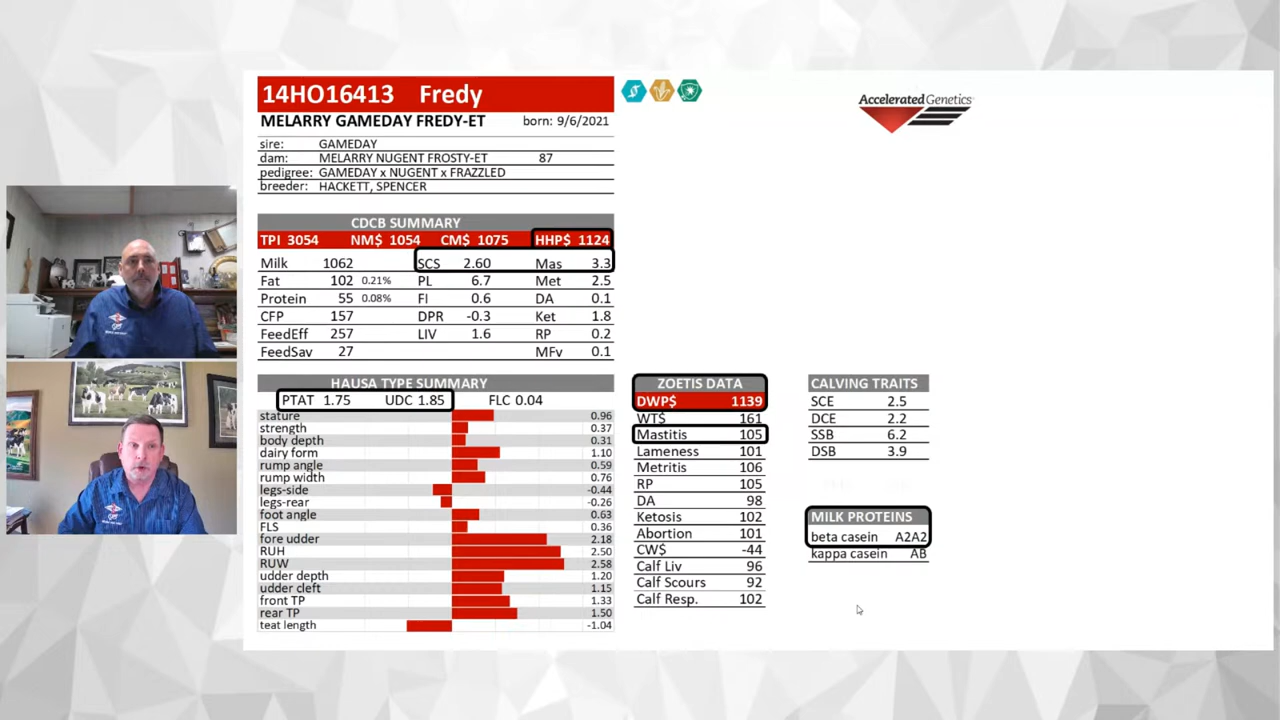 14HO16413 Fredy
MELARRY GAMEDAY FREDY-ET born: 9/6/2021
sire: GAMEDAY
dam: MELARRY NUGENT FROSTY-ET 87
pedigree: GAMEDAY x NUGENT x FRAZZLED
breeder: HACKETT, SPENCER
Accelerated Genetics
CDCB SUMMARY
TPI 3054 NM$ 1054 CM$ 1075 HHP$ 1124
Milk 1062 SCS 2.60 Mas 3.3
Fat 102 0.21% PL 6.7 Met 2.5
Protein 55 0.08% FI 0.6 DA 0.1
CFP 157 DPR -0.3 Ket 1.8
FeedEff 257 LIV 1.6 RP 0.2
FeedSav 27 MFv 0.1
HAUSA TYPE SUMMARY
PTAT 1.75 UDC 1.85 FLC 0.04
stature 0.96
strength 0.37
body depth 0.31
dairy form 1.10
rump angle 0.59
rump width 0.76
legs-side -0.44
legs-rear -0.26
foot angle 0.63
FLS 0.36
fore udder 2.18
RUH 2.50
RUW 2.58
udder depth 1.20
udder cleft 1.15
front TP 1.33
rear TP 1.50
teat length -1.04
ZOETIS DATA
DWP$ 1139
WT$ 161
Mastitis 105
Lameness 101
Metritis 106
RP 105
DA 98
Ketosis 102
Abortion 101
CW$ -44
Calf Liv 96
Calf Scours 92
Calf Resp. 102
CALVING TRAITS
SCE 2.5
DCE 2.2
SSB 6.2
DSB 3.9
MILK PROTEINS
beta casein A2A2
kappa casein AB